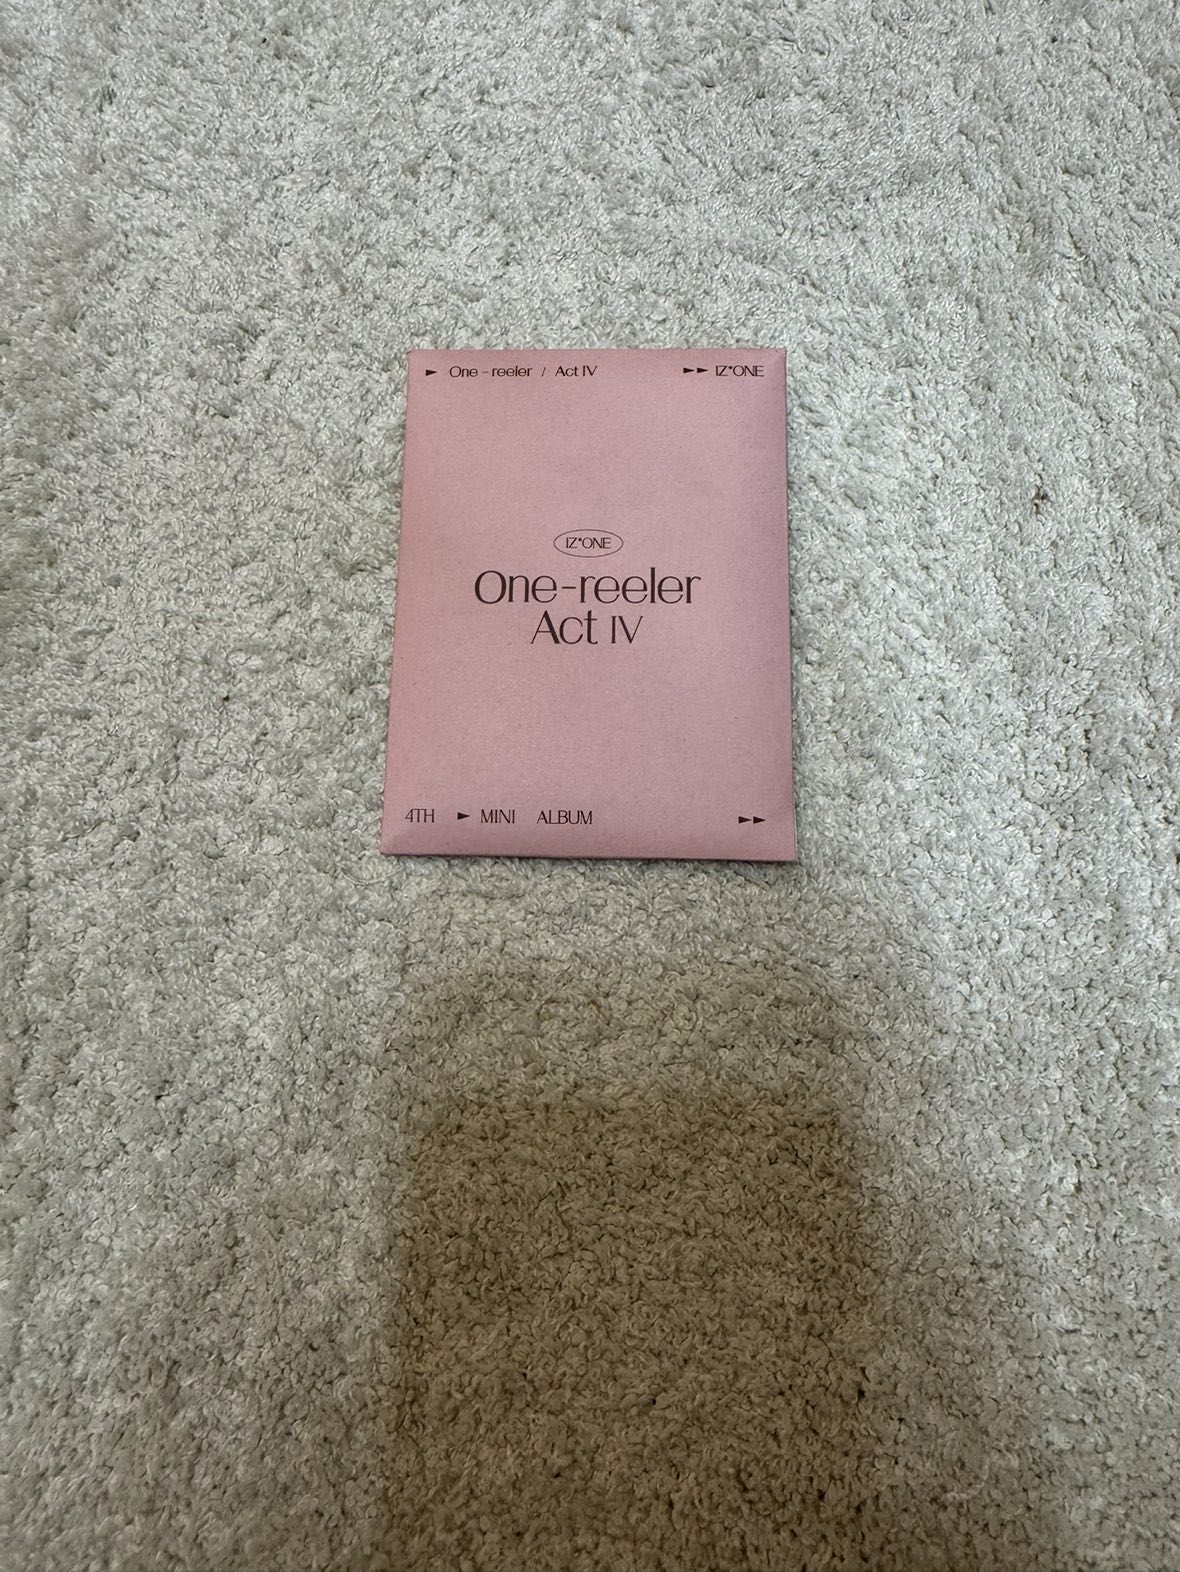 ► One-reeler / Act IV ►► IZ*ONE
IZ*ONE
One-reeler
Act IV
4TH ► MINI ALBUM ►►